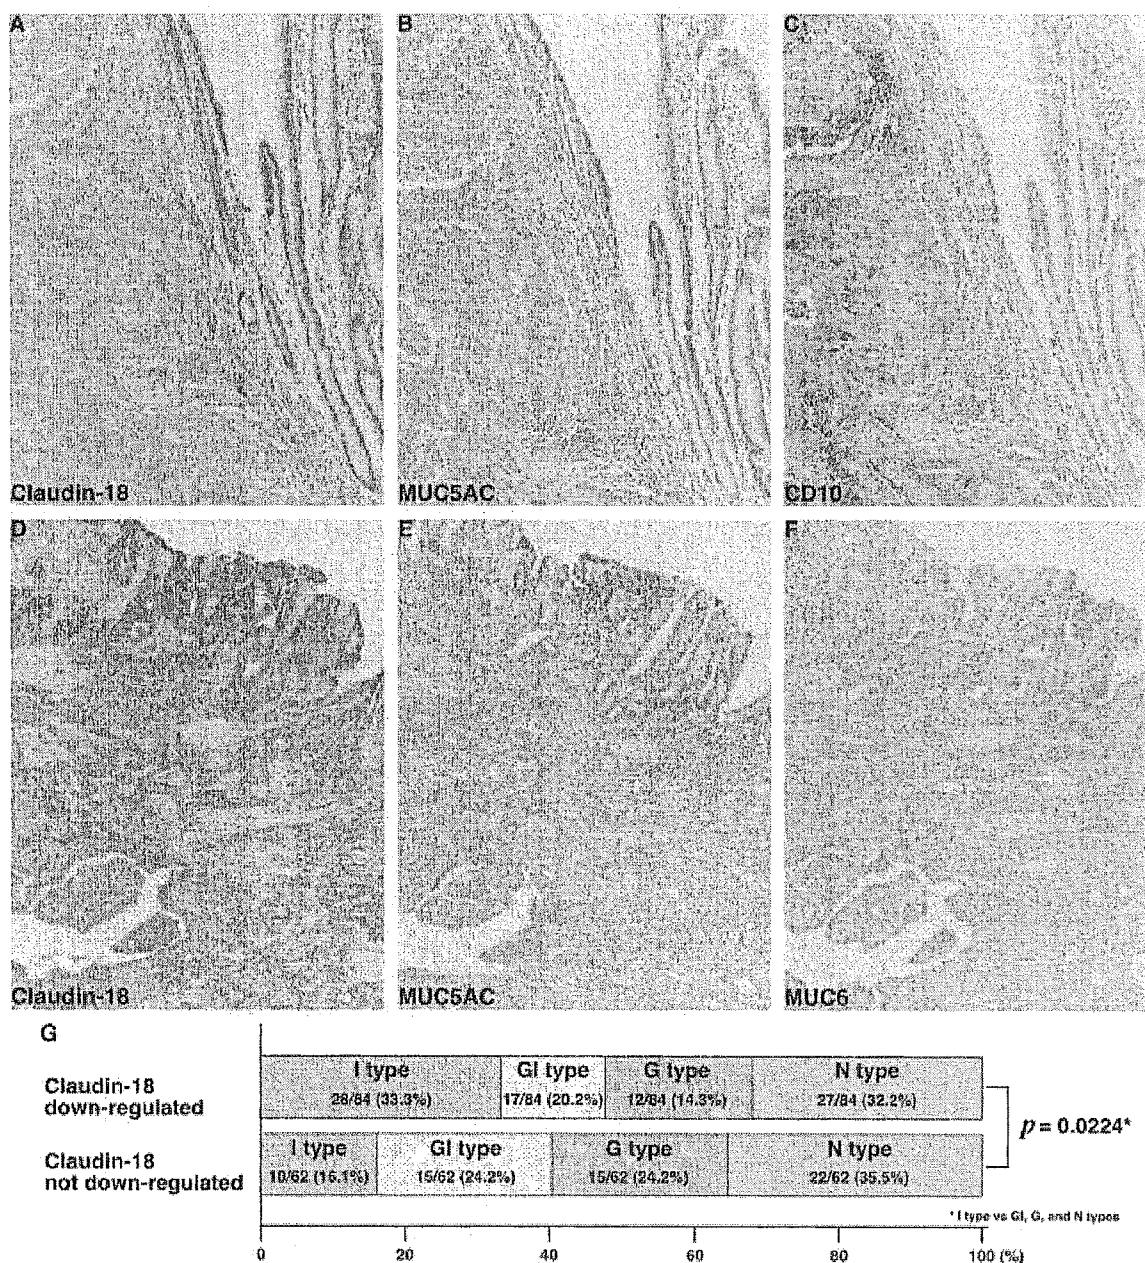 A
B
C
Claudin-18
MUC5AC
CD10
D
E
F
Claudin-18
MUC5AC
MUC6
G
Claudin-18
down-regulated
I type
28/84 (33.3%)
GI type
17/84 (20.2%)
G type
12/84 (14.3%)
N type
27/84 (32.2%)
Claudin-18
not down-regulated
I type
10/62 (16.1%)
GI type
15/62 (24.2%)
G type
15/62 (24.2%)
N type
22/62 (35.5%)
p = 0.0224*
* I type vs GI, G, and N types
0 20 40 60 80 100 (%)